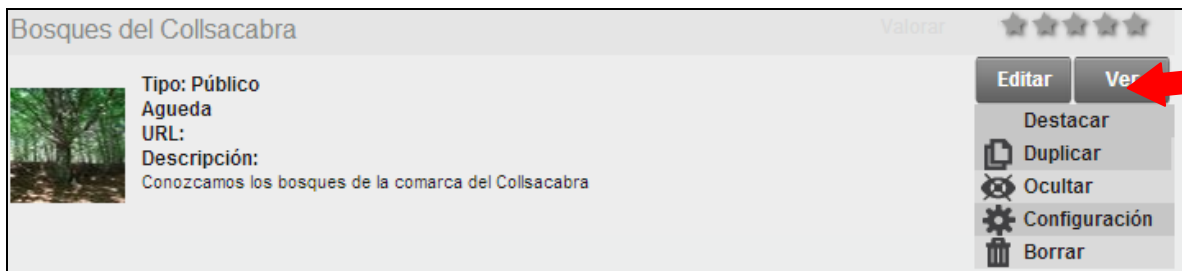 Bosques del Collsacabra
Valorar
Tipo: Público
Agueda
URL:
Descripción:
Conozcamos los bosques de la comarca del Collsacabra
Editar
Ver
Destacar
Duplicar
Ocultar
Configuración
Borrar